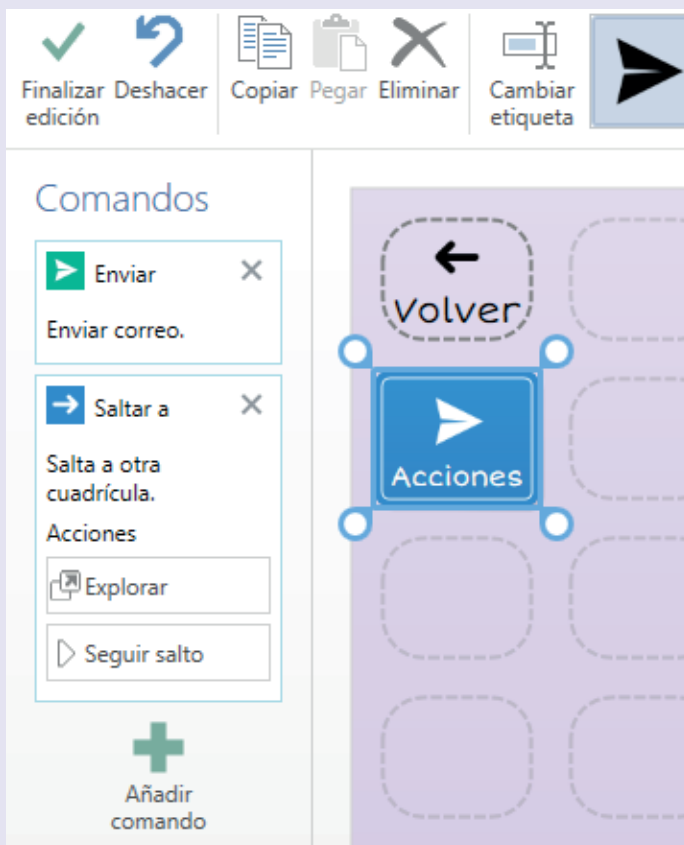 Finalizar edición
Deshacer
Copiar
Pegar
Eliminar
Cambiar etiqueta
Comandos
Enviar
Enviar correo.
Saltar a
Salta a otra
cuadrícula.
Acciones
Explorar
Seguir salto
Añadir
comando
Volver
Acciones